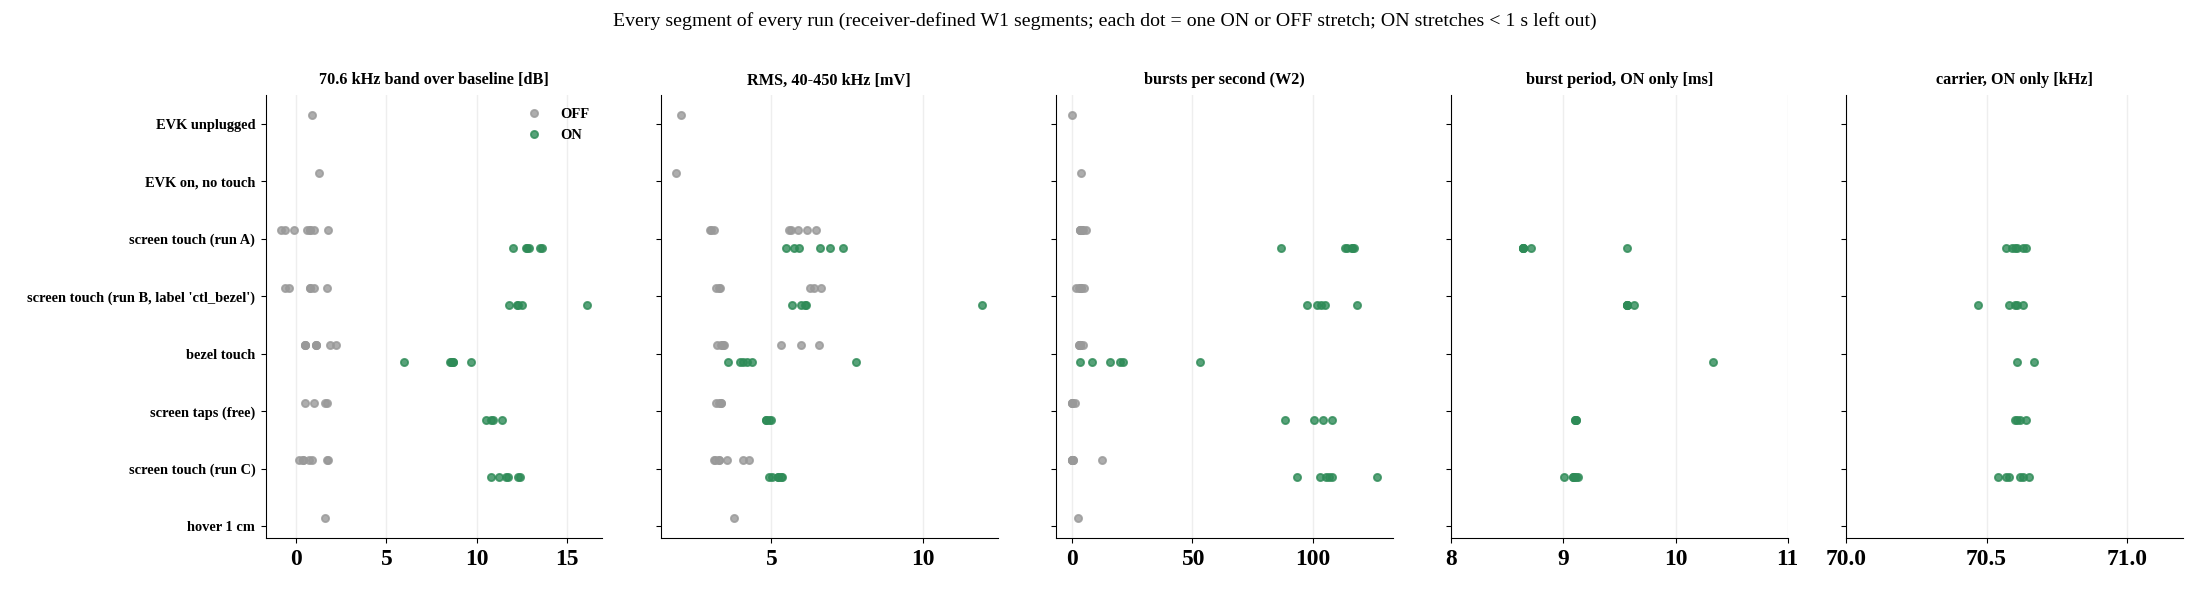 Every segment of every run (receiver-defined W1 segments; each dot = one ON or OFF stretch; ON stretches < 1 s left out)
70.6 kHz band over baseline [dB]
RMS, 40-450 kHz [mV]
bursts per second (W2)
burst period, ON only [ms]
carrier, ON only [kHz]
OFF
ON
EVK unplugged
EVK on, no touch
screen touch (run A)
screen touch (run B, label 'ctl_bezel')
bezel touch
screen taps (free)
screen touch (run C)
hover 1 cm
0 5 10 15
5 10
0 50 100
8 9 10 11
70.0 70.5 71.0